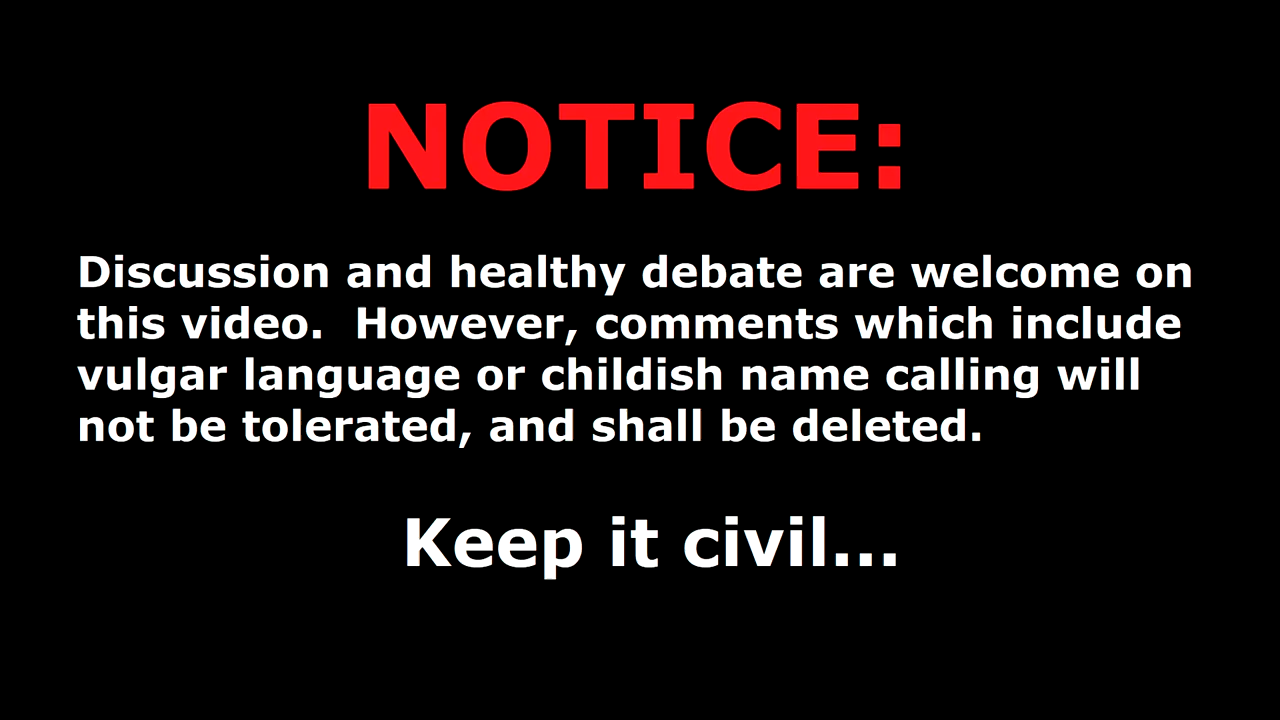 NOTICE:
Discussion and healthy debate are welcome on
this video.  However, comments which include
vulgar language or childish name calling will
not be tolerated, and shall be deleted.
Keep it civil...